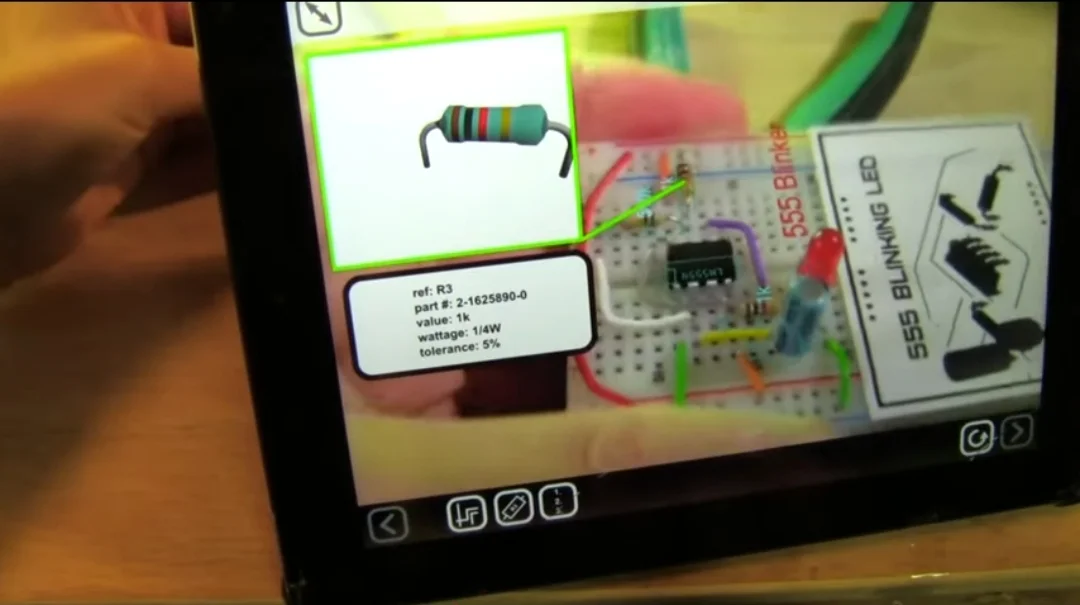 ref: R3
part #: 2-1625890-0
value: 1k
wattage: 1/4W
tolerance: 5%
555 Blinker
LM555N
1k
555 BLINKING LED